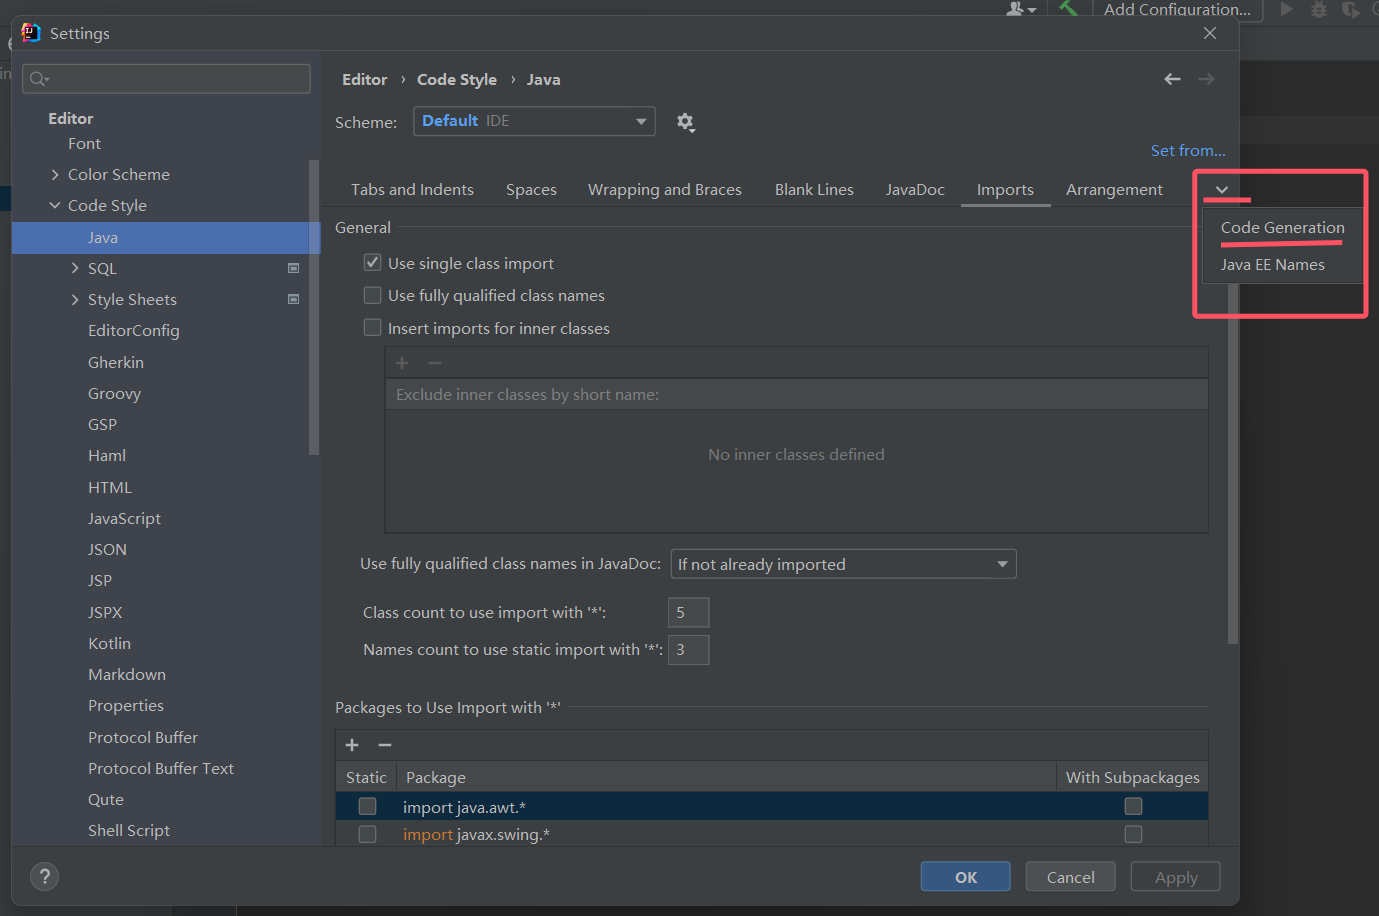 Add Configuration...
Settings
in
Editor
Font
Color Scheme
Code Style
Java
SQL
Style Sheets
EditorConfig
Gherkin
Groovy
GSP
Haml
HTML
JavaScript
JSON
JSP
JSPX
Kotlin
Markdown
Properties
Protocol Buffer
Protocol Buffer Text
Qute
Shell Script
Editor › Code Style › Java
Scheme: Default IDE
Set from...
Tabs and Indents Spaces Wrapping and Braces Blank Lines JavaDoc Imports Arrangement
Code Generation
Java EE Names
General
Use single class import
Use fully qualified class names
Insert imports for inner classes
Exclude inner classes by short name:
No inner classes defined
Use fully qualified class names in JavaDoc: If not already imported
Class count to use import with '*': 5
Names count to use static import with '*': 3
Packages to Use Import with '*'
Static Package With Subpackages
import java.awt.*
import javax.swing.*
? OK Cancel Apply